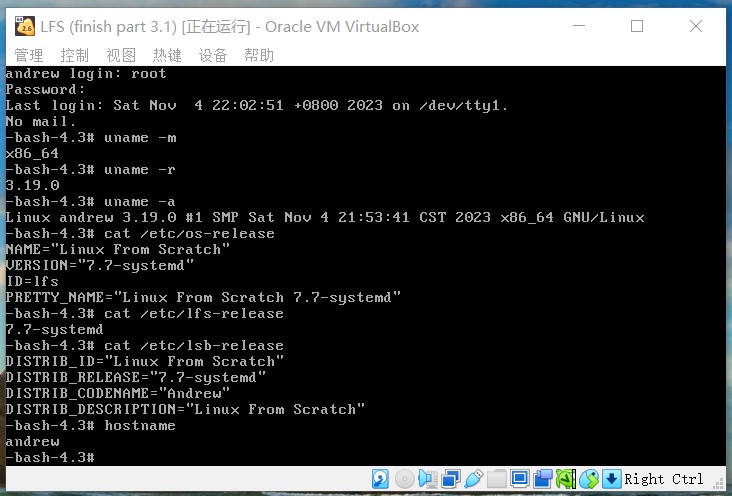 LFS (finish part 3.1) [正在运行] - Oracle VM VirtualBox
管理 控制 视图 热键 设备 帮助
andrew login: root
Password:
Last login: Sat Nov  4 22:02:51 +0800 2023 on /dev/tty1.
No mail.
-bash-4.3# uname -m
x86_64
-bash-4.3# uname -r
3.19.0
-bash-4.3# uname -a
Linux andrew 3.19.0 #1 SMP Sat Nov 4 21:53:41 CST 2023 x86_64 GNU/Linux
-bash-4.3# cat /etc/os-release
NAME="Linux From Scratch"
VERSION="7.7-systemd"
ID=lfs
PRETTY_NAME="Linux From Scratch 7.7-systemd"
-bash-4.3# cat /etc/lfs-release
7.7-systemd
-bash-4.3# cat /etc/lsb-release
DISTRIB_ID="Linux From Scratch"
DISTRIB_RELEASE="7.7-systemd"
DISTRIB_CODENAME="Andrew"
DISTRIB_DESCRIPTION="Linux From Scratch"
-bash-4.3# hostname
andrew
-bash-4.3#
Right Ctrl